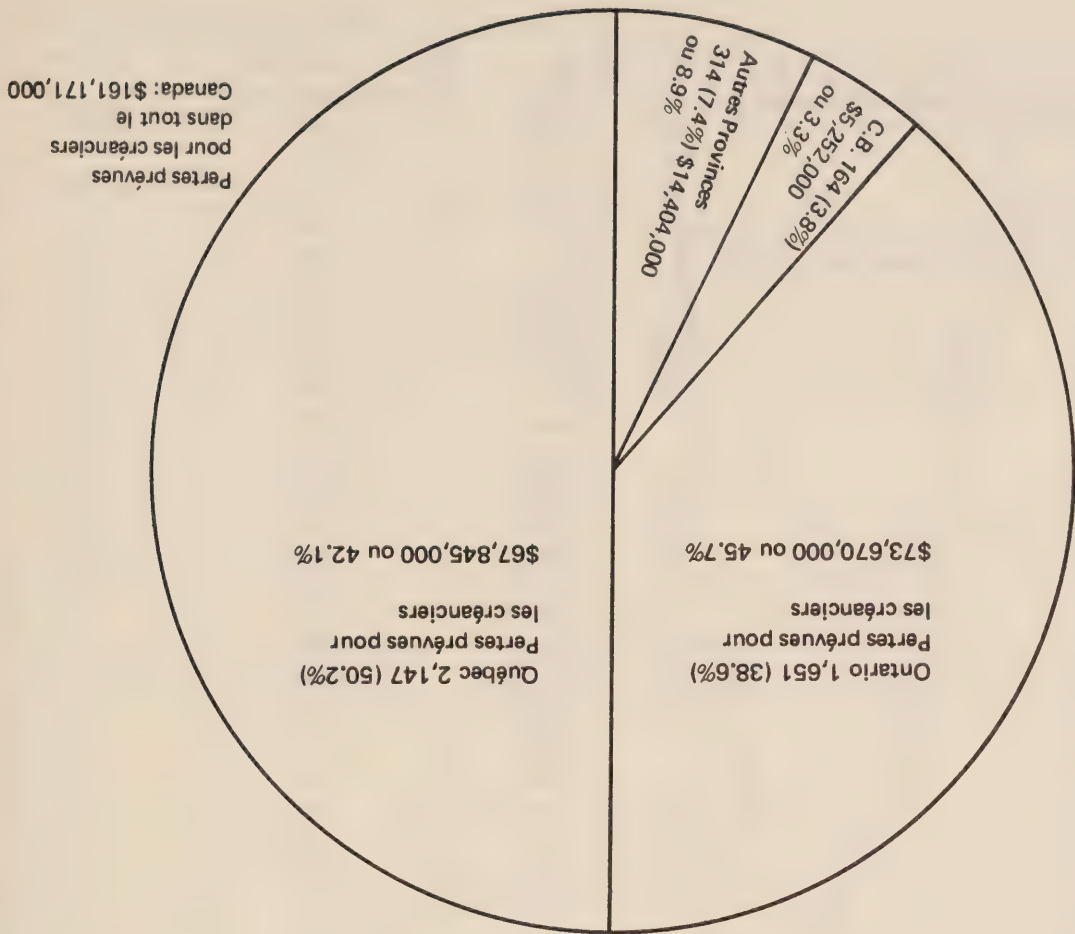 Ontario 1,651 (38.6%)
Pertes prévues pour
les créanciers
$73,670,000 ou 45.7%
Québec 2,147 (50.2%)
Pertes prévues pour
les créanciers
$67,845,000 ou 42.1%
C.B. 164 (3.8%)
$5,252,000
ou 3.3%
Autres Provinces
314 (7.4%) $14,404,000
ou 8.9%
Pertes prévues
pour les créanciers
dans tout le
Canada: $161,171,000